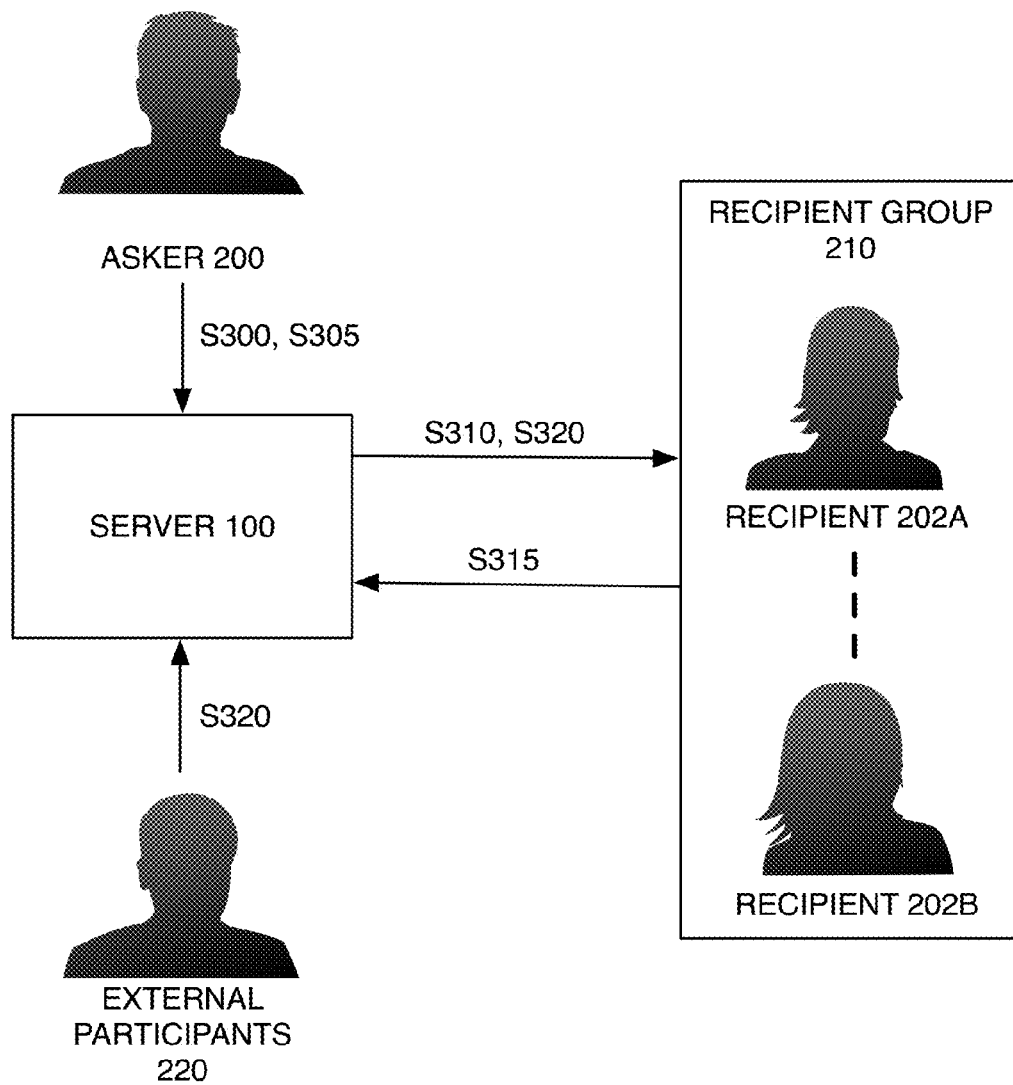 ASKER 200
S300, S305
SERVER 100
S320
EXTERNAL
PARTICIPANTS
220
S310, S320
S315
RECIPIENT GROUP
210
RECIPIENT 202A
RECIPIENT 202B